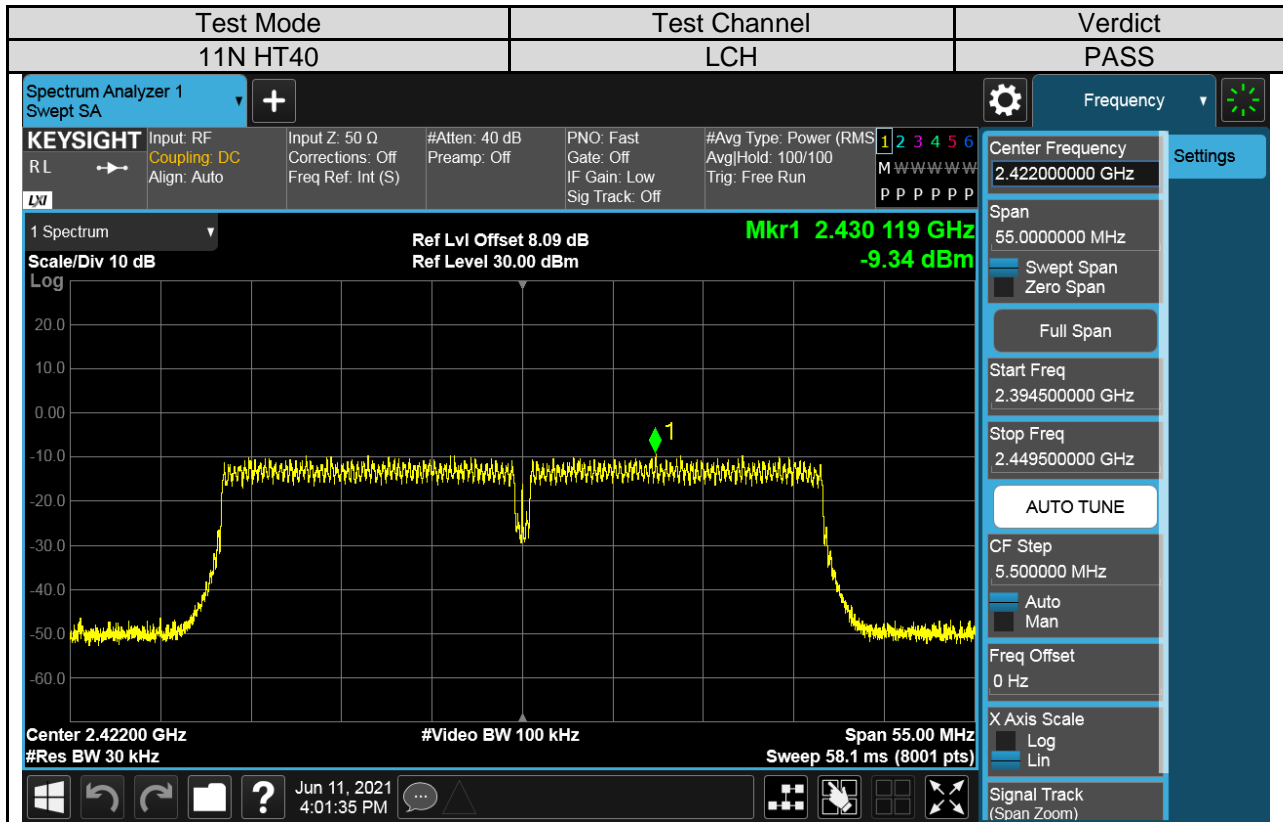 Test Mode Test Channel Verdict
11N HT40 LCH PASS
Spectrum Analyzer 1
Swept SA
Frequency
KEYSIGHT
R L
LXI
Input: RF
Coupling: DC
Align: Auto
Input Z: 50 Ω
Corrections: Off
Freq Ref: Int (S)
#Atten: 40 dB
Preamp: Off
PNO: Fast
Gate: Off
IF Gain: Low
Sig Track: Off
#Avg Type: Power (RMS
Avg|Hold: 100/100
Trig: Free Run
1 2 3 4 5 6
M W W W W W
P P P P P P
1 Spectrum
Scale/Div 10 dB
Ref Lvl Offset 8.09 dB
Ref Level 30.00 dBm
Mkr1 2.430 119 GHz
-9.34 dBm
Log
20.0
10.0
0.00
-10.0
-20.0
-30.0
-40.0
-50.0
-60.0
1
Center 2.42200 GHz #Video BW 100 kHz Span 55.00 MHz
#Res BW 30 kHz Sweep 58.1 ms (8001 pts)
Center Frequency
2.422000000 GHz
Settings
Span
55.0000000 MHz
Swept Span
Zero Span
Full Span
Start Freq
2.394500000 GHz
Stop Freq
2.449500000 GHz
AUTO TUNE
CF Step
5.500000 MHz
Auto
Man
Freq Offset
0 Hz
X Axis Scale
Log
Lin
Signal Track
(Span Zoom)
?
Jun 11, 2021
4:01:35 PM